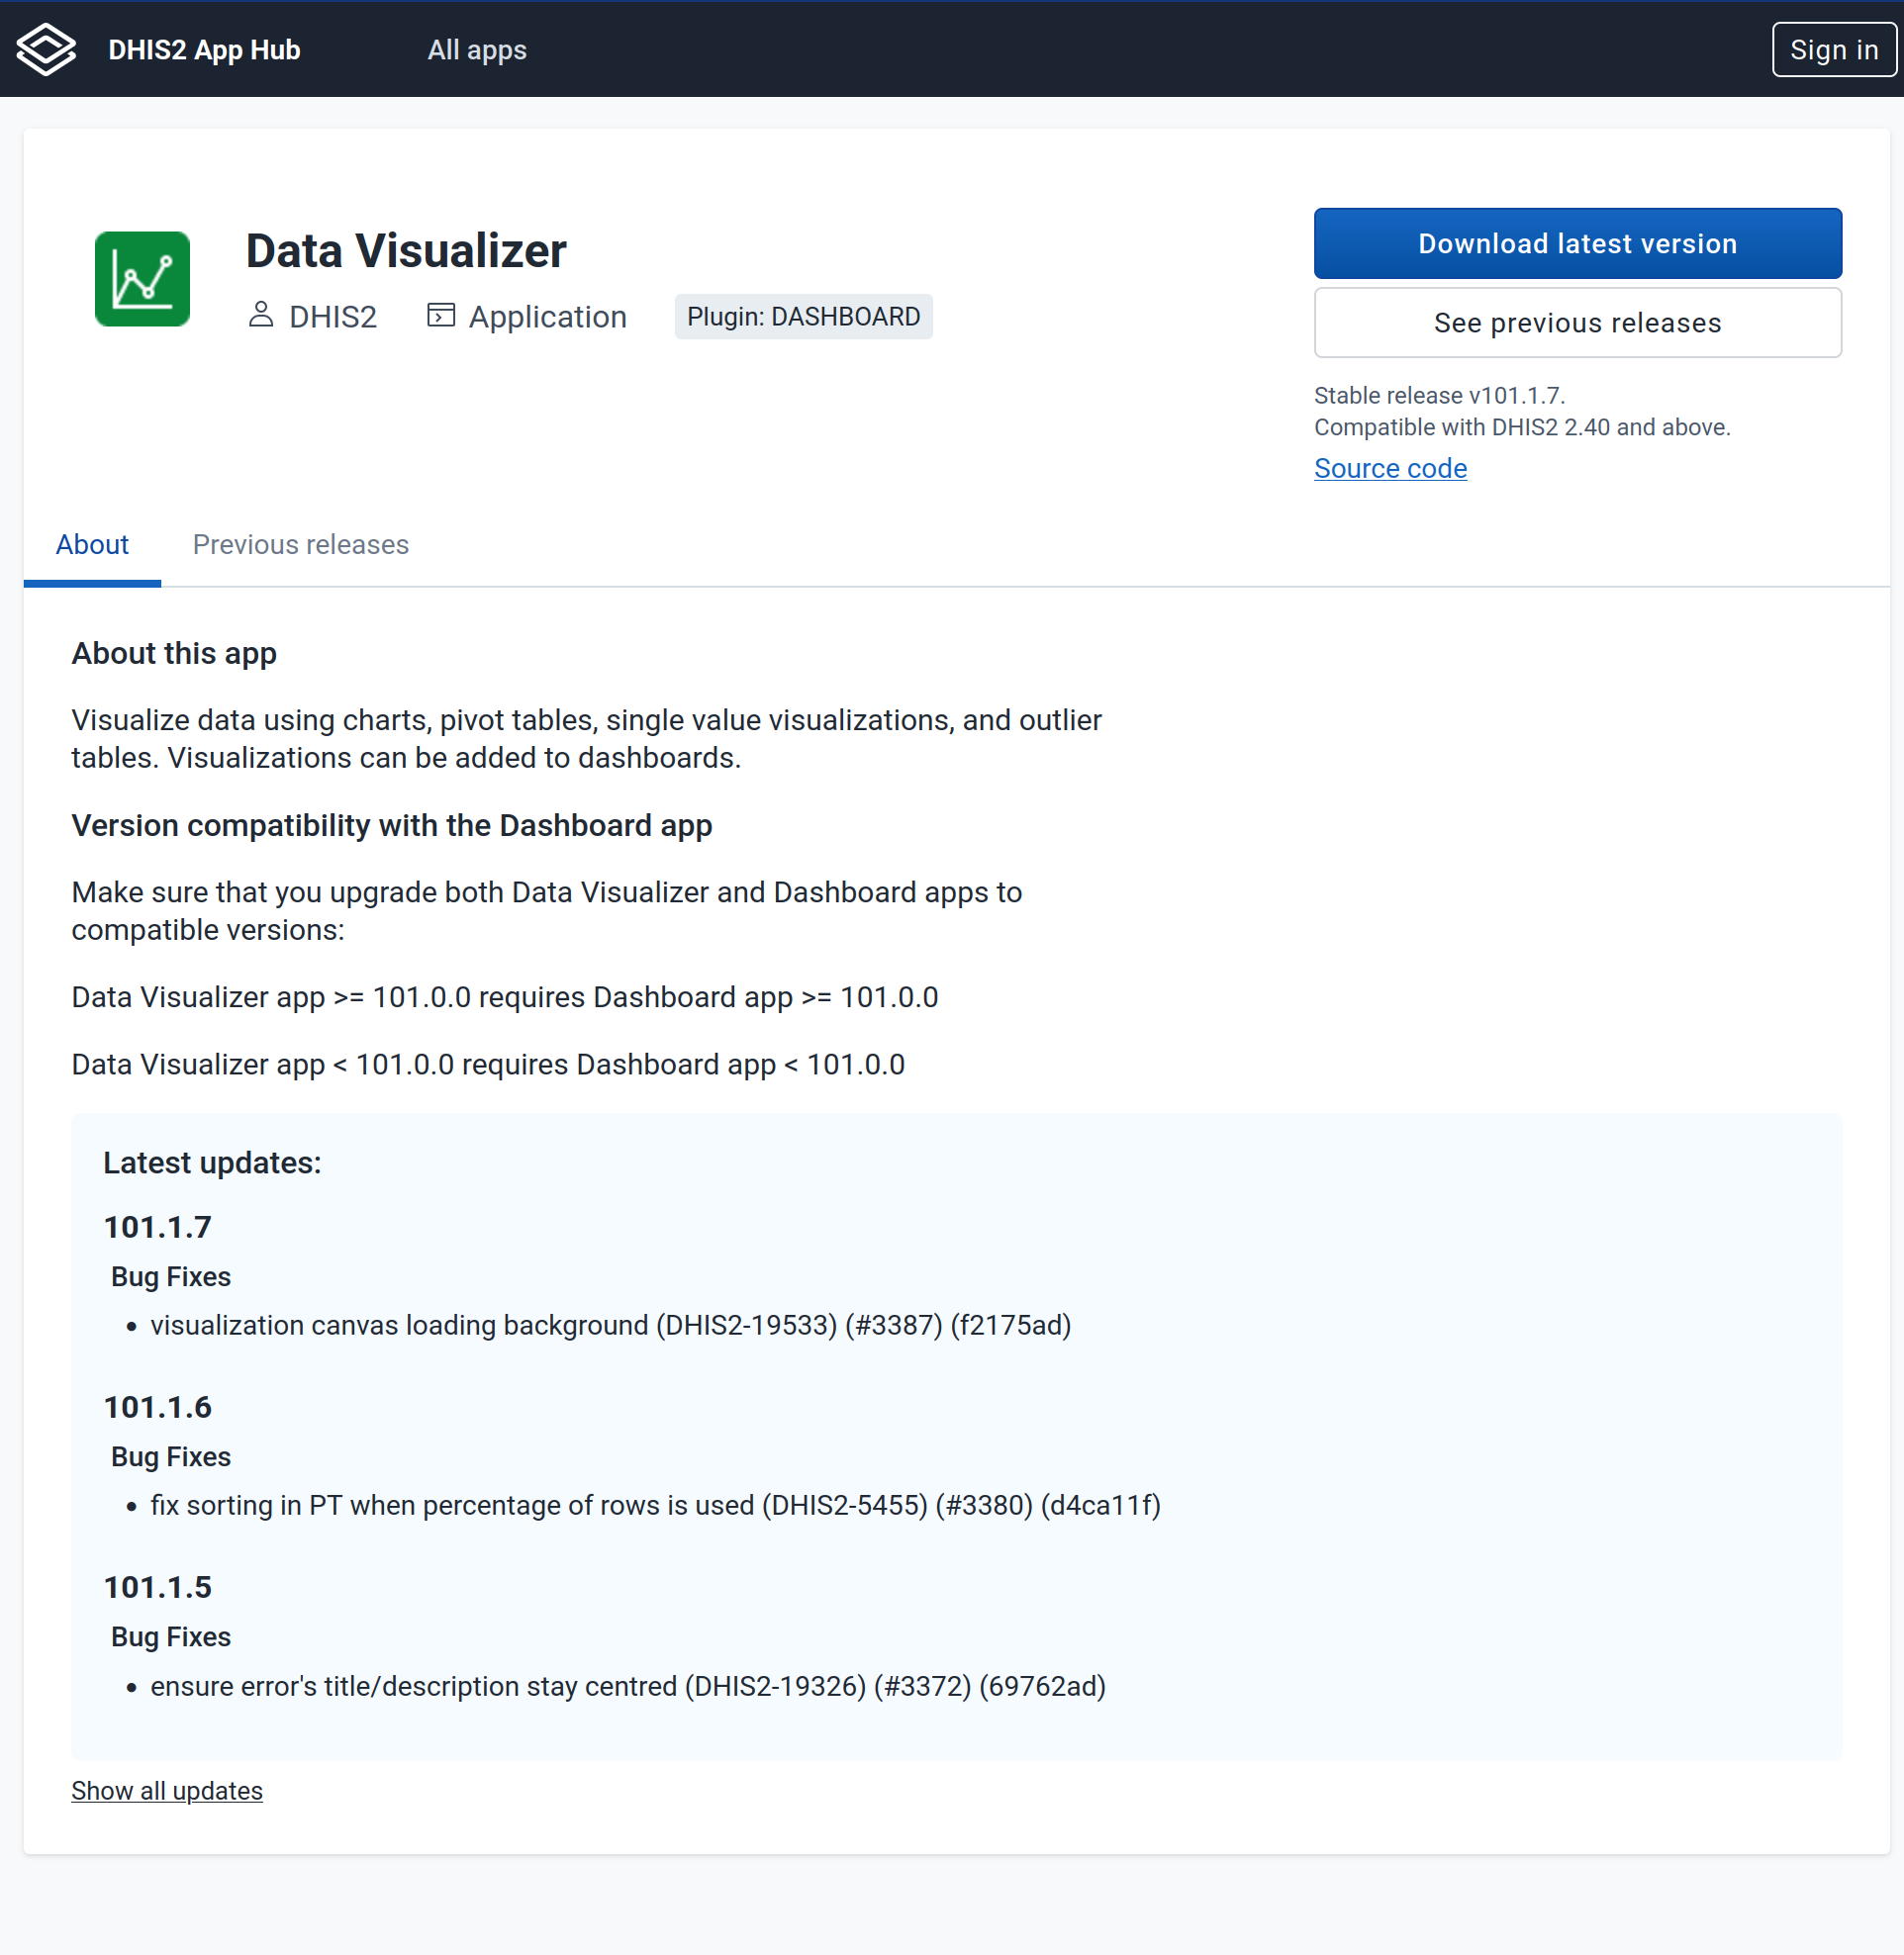 DHIS2 App Hub
All apps
Sign in
Data Visualizer
DHIS2
Application
Plugin: DASHBOARD
Download latest version
See previous releases
Stable release v101.1.7.
Compatible with DHIS2 2.40 and above.
Source code
About
Previous releases
About this app
Visualize data using charts, pivot tables, single value visualizations, and outlier
tables. Visualizations can be added to dashboards.
Version compatibility with the Dashboard app
Make sure that you upgrade both Data Visualizer and Dashboard apps to
compatible versions:
Data Visualizer app >= 101.0.0 requires Dashboard app >= 101.0.0
Data Visualizer app < 101.0.0 requires Dashboard app < 101.0.0
Latest updates:
101.1.7
Bug Fixes
• visualization canvas loading background (DHIS2-19533) (#3387) (f2175ad)
101.1.6
Bug Fixes
• fix sorting in PT when percentage of rows is used (DHIS2-5455) (#3380) (d4ca11f)
101.1.5
Bug Fixes
• ensure error's title/description stay centred (DHIS2-19326) (#3372) (69762ad)
Show all updates